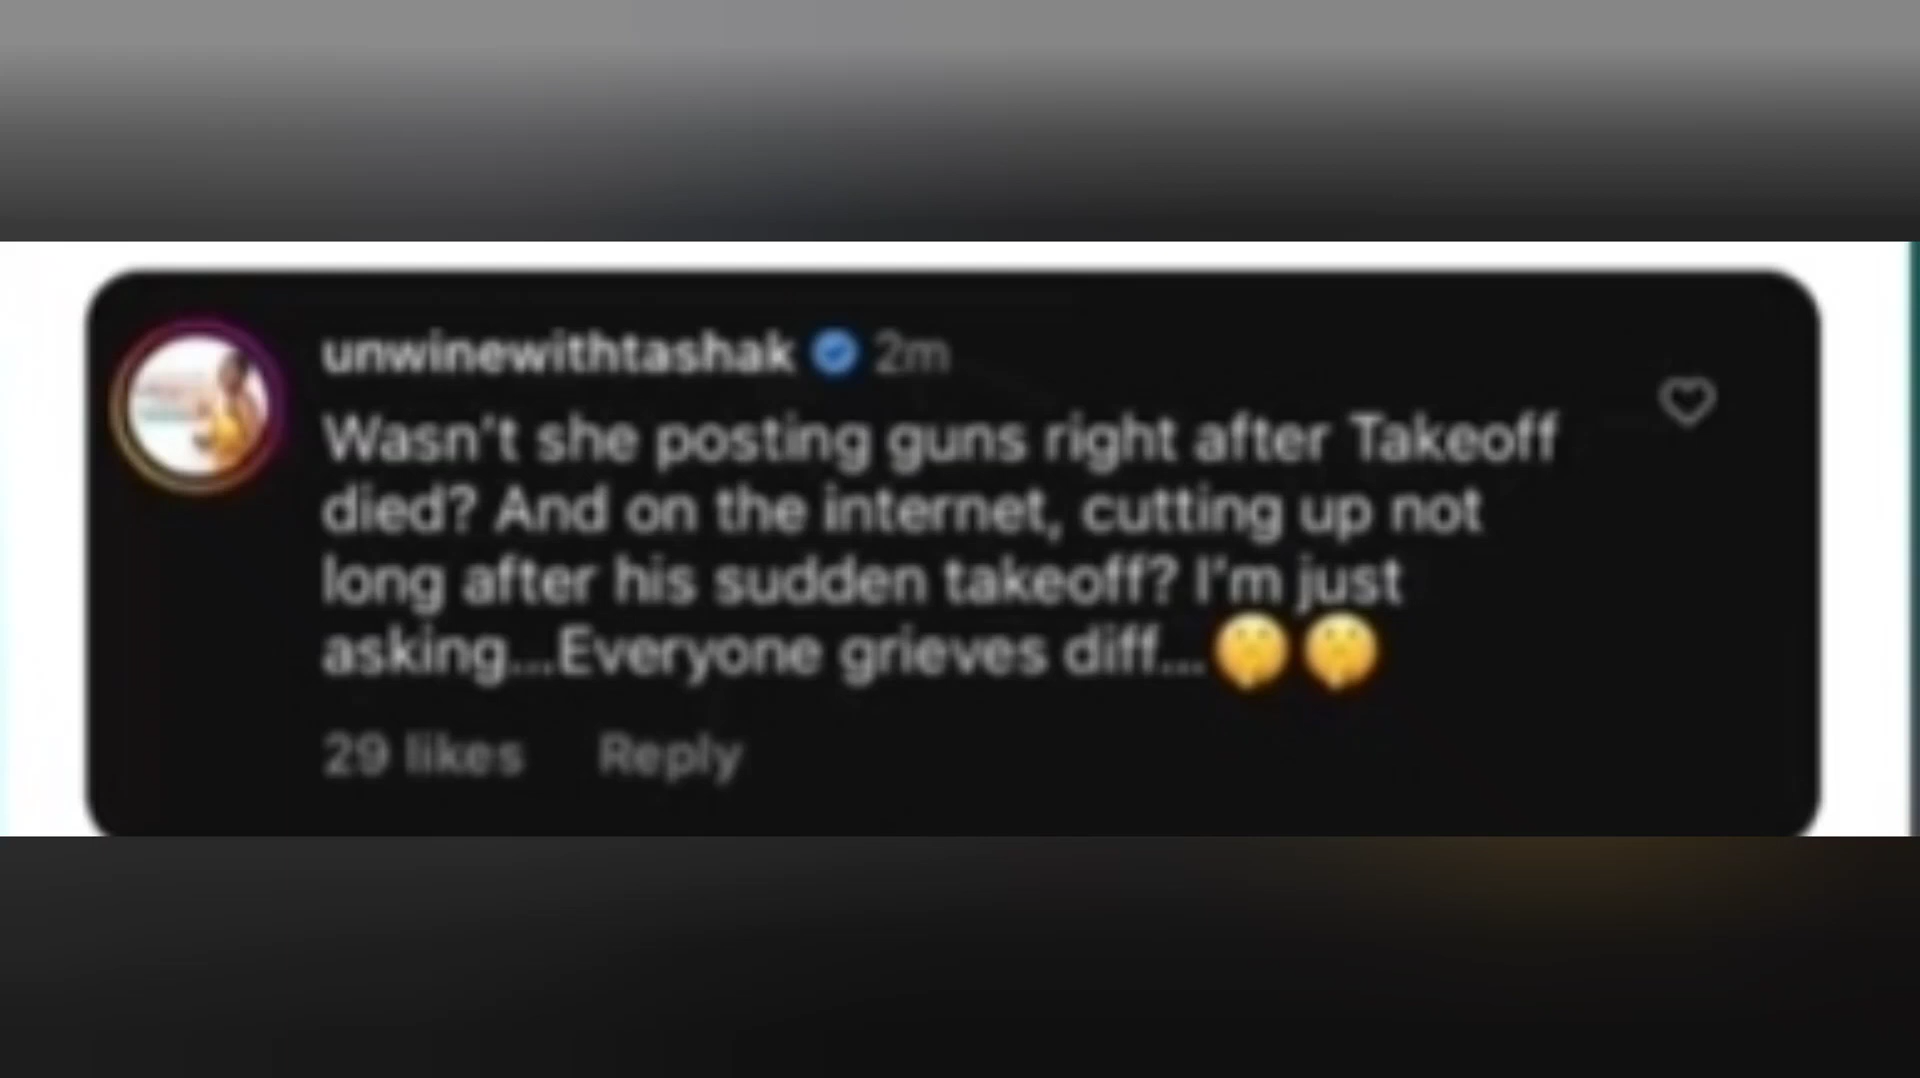 unwinewithtashak 2m
Wasn't she posting guns right after Takeoff
died? And on the internet, cutting up not
long after his sudden takeoff? I'm just
asking...Everyone grieves diff...🤫🤫
29 likes Reply